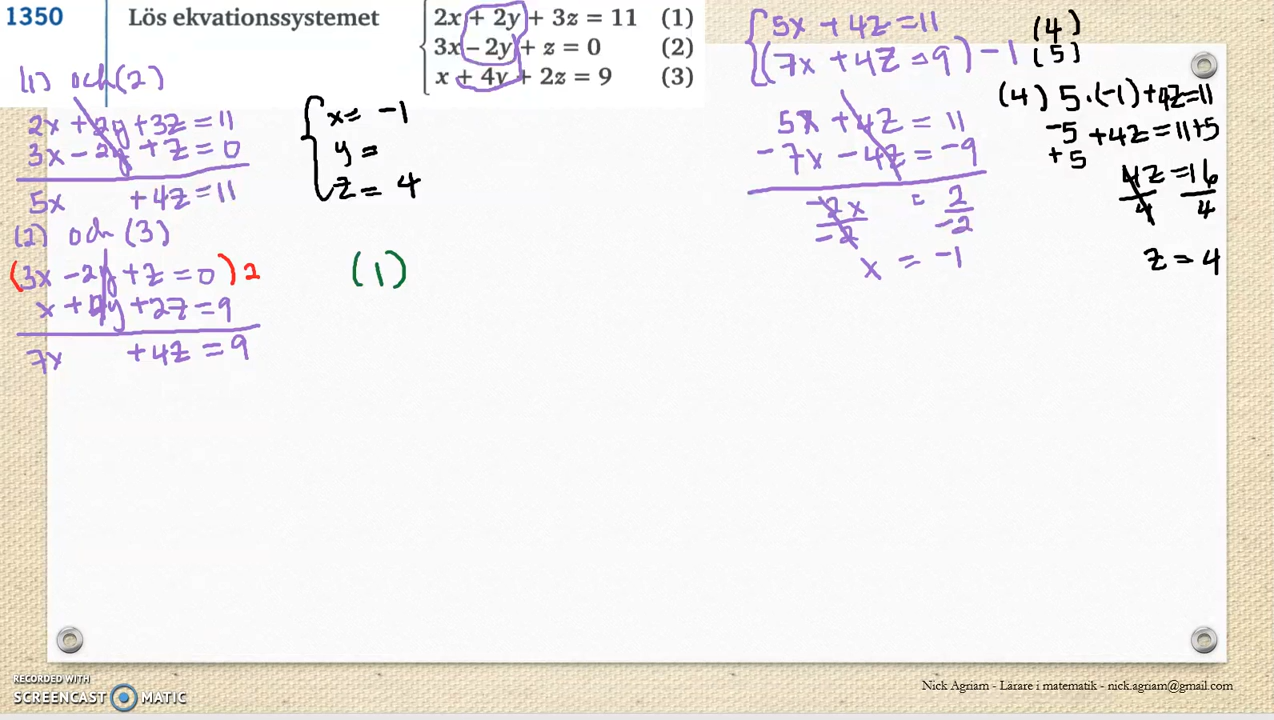 1350 Lös ekvationssystemet
2x + 2y + 3z = 11 (1)
3x − 2y + z = 0 (2)
x + 4y + 2z = 9 (3)
(1) och (2)
2x + 2y + 3z = 11
3x - 2y + z = 0
5x + 4z = 11
(2) och (3)
(3x - 2y + z = 0) 2
x + 4y + 2z = 9
7x + 4z = 9
x = -1
y =
z = 4
(1)
5x + 4z = 11 (4)
(7x + 4z = 9) -1 (5)
5x + 4z = 11
-7x - 4z = -9
-2x = 2
-2 -2
x = -1
(4) 5·(-1) + 4z = 11
-5 + 4z = 11 + 5
+5
4z = 16
4 4
z = 4
RECORDED WITH
SCREENCAST MATIC
Nick Agriam - Lärare i matematik - nick.agriam@gmail.com